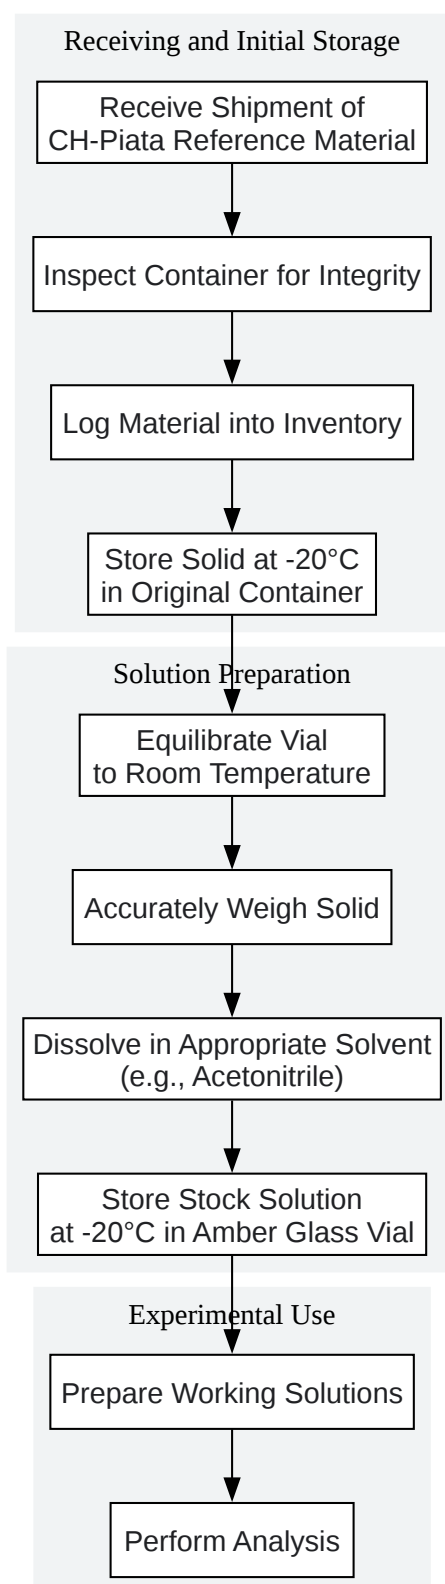 Receiving and Initial Storage
Receive Shipment of
CH-Piata Reference Material
Inspect Container for Integrity
Log Material into Inventory
Store Solid at -20°C
in Original Container
Solution Preparation
Equilibrate Vial
to Room Temperature
Accurately Weigh Solid
Dissolve in Appropriate Solvent
(e.g., Acetonitrile)
Store Stock Solution
at -20°C in Amber Glass Vial
Experimental Use
Prepare Working Solutions
Perform Analysis